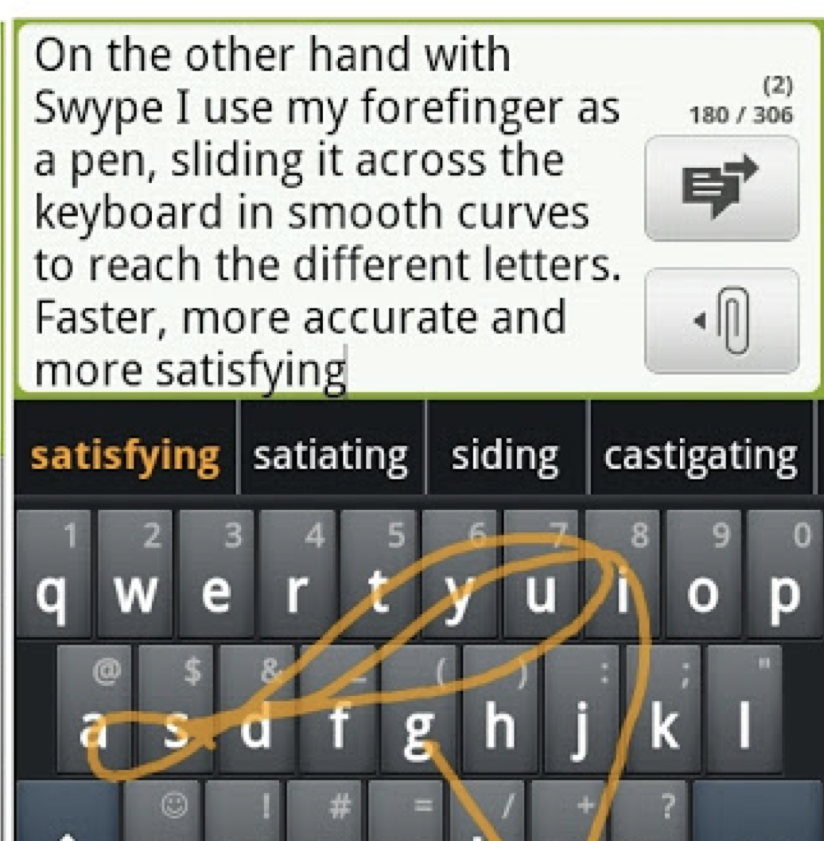 On the other hand with
Swype I use my forefinger as
a pen, sliding it across the
keyboard in smooth curves
to reach the different letters.
Faster, more accurate and
more satisfying
(2)
180 / 306
satisfying satiating siding castigating
1 2 3 4 5 6 7 8 9 0
q w e r t y u i o p
@ $ & _ ( ) : ; "
a s d f g h j k l
! # = / + ?